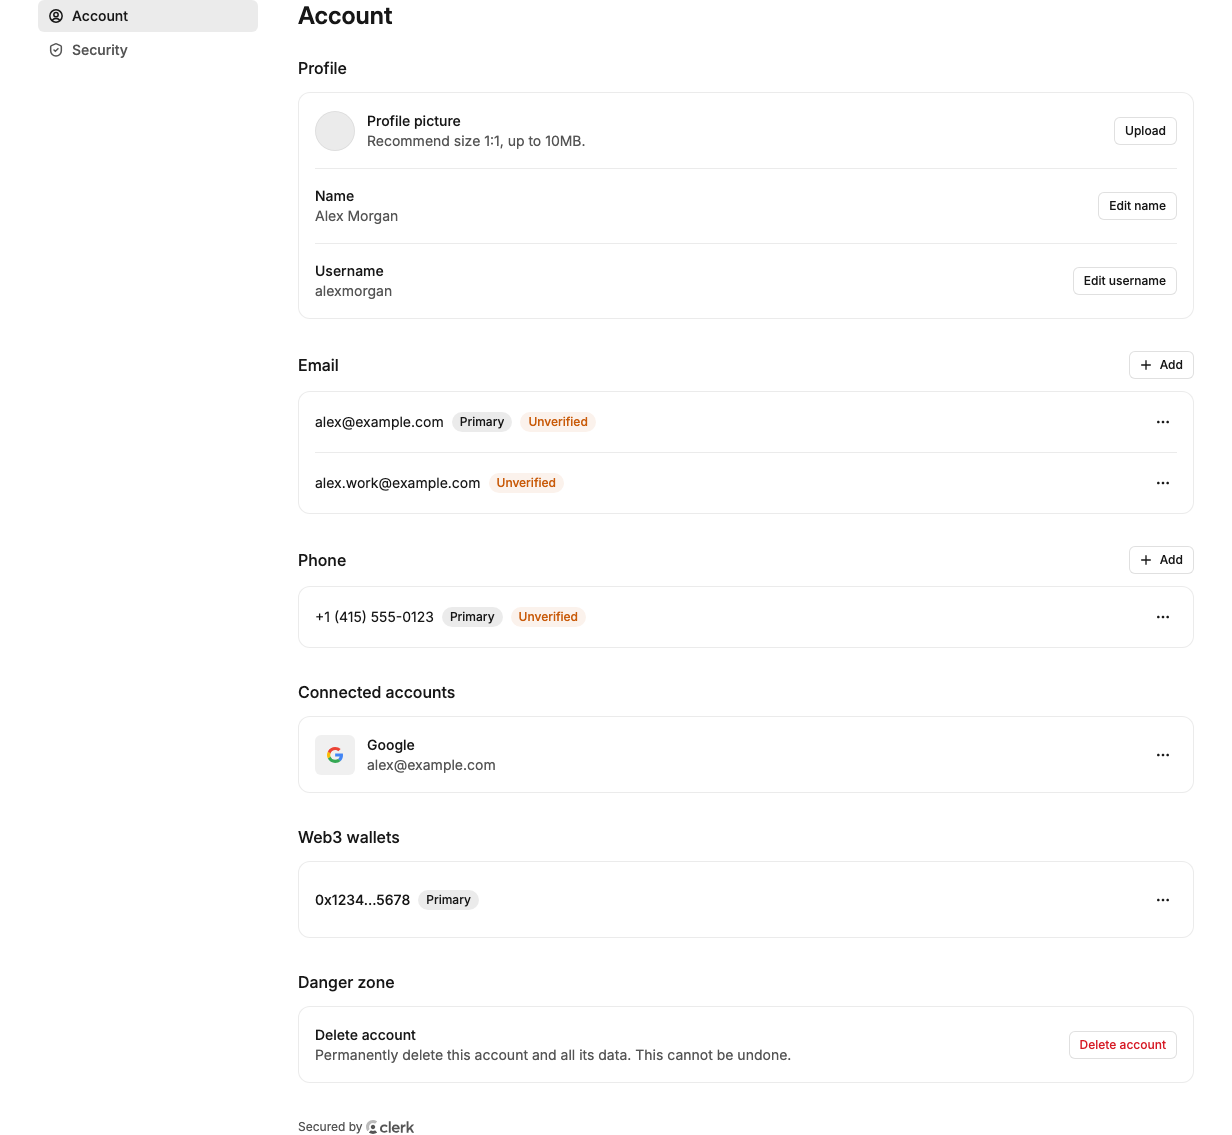 Account
Security
Account
Profile
Profile picture
Recommend size 1:1, up to 10MB.
Upload
Name
Alex Morgan
Edit name
Username
alexmorgan
Edit username
Email
+ Add
alex@example.com Primary Unverified
alex.work@example.com Unverified
Phone
+ Add
+1 (415) 555-0123 Primary Unverified
Connected accounts
Google
alex@example.com
Web3 wallets
0x1234...5678 Primary
Danger zone
Delete account
Permanently delete this account and all its data. This cannot be undone.
Delete account
Secured by clerk